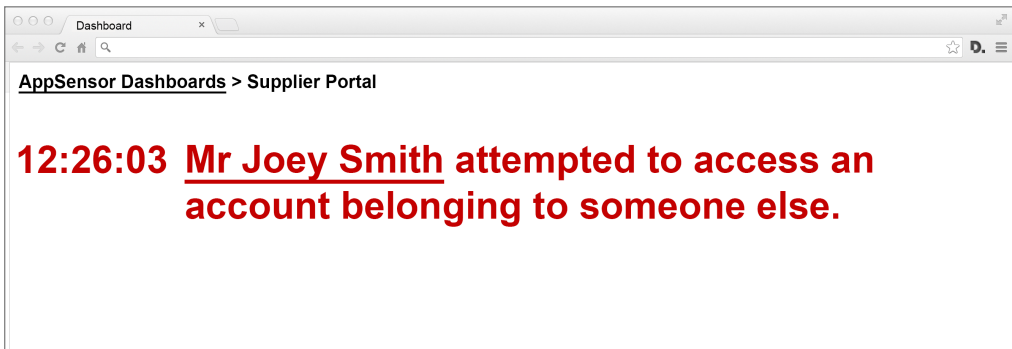 Dashboard ×
D.
AppSensor Dashboards > Supplier Portal
12:26:03 Mr Joey Smith attempted to access an
account belonging to someone else.